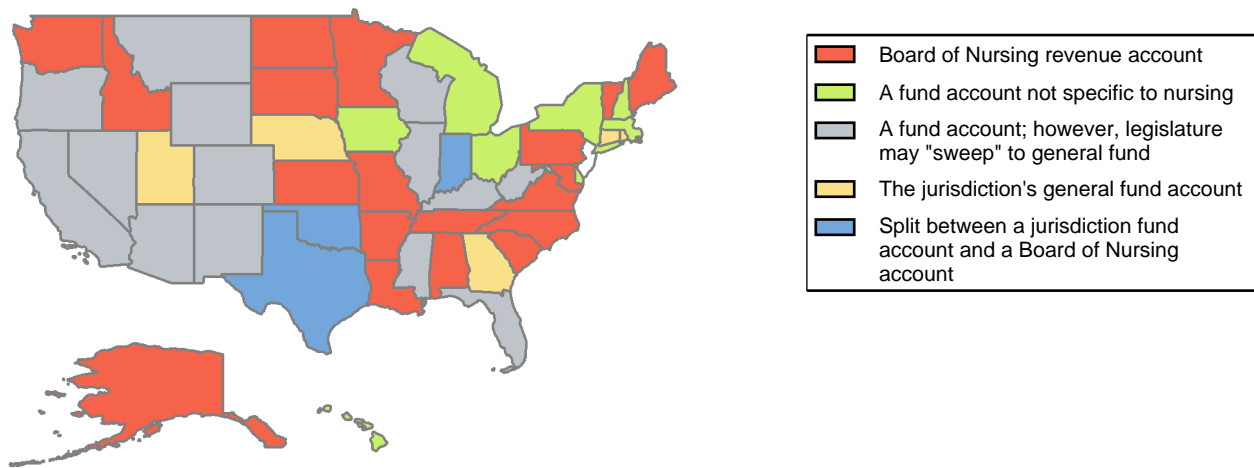 Board of Nursing revenue account
A fund account not specific to nursing
A fund account; however, legislature
may "sweep" to general fund
The jurisdiction's general fund account
Split between a jurisdiction fund
account and a Board of Nursing
account